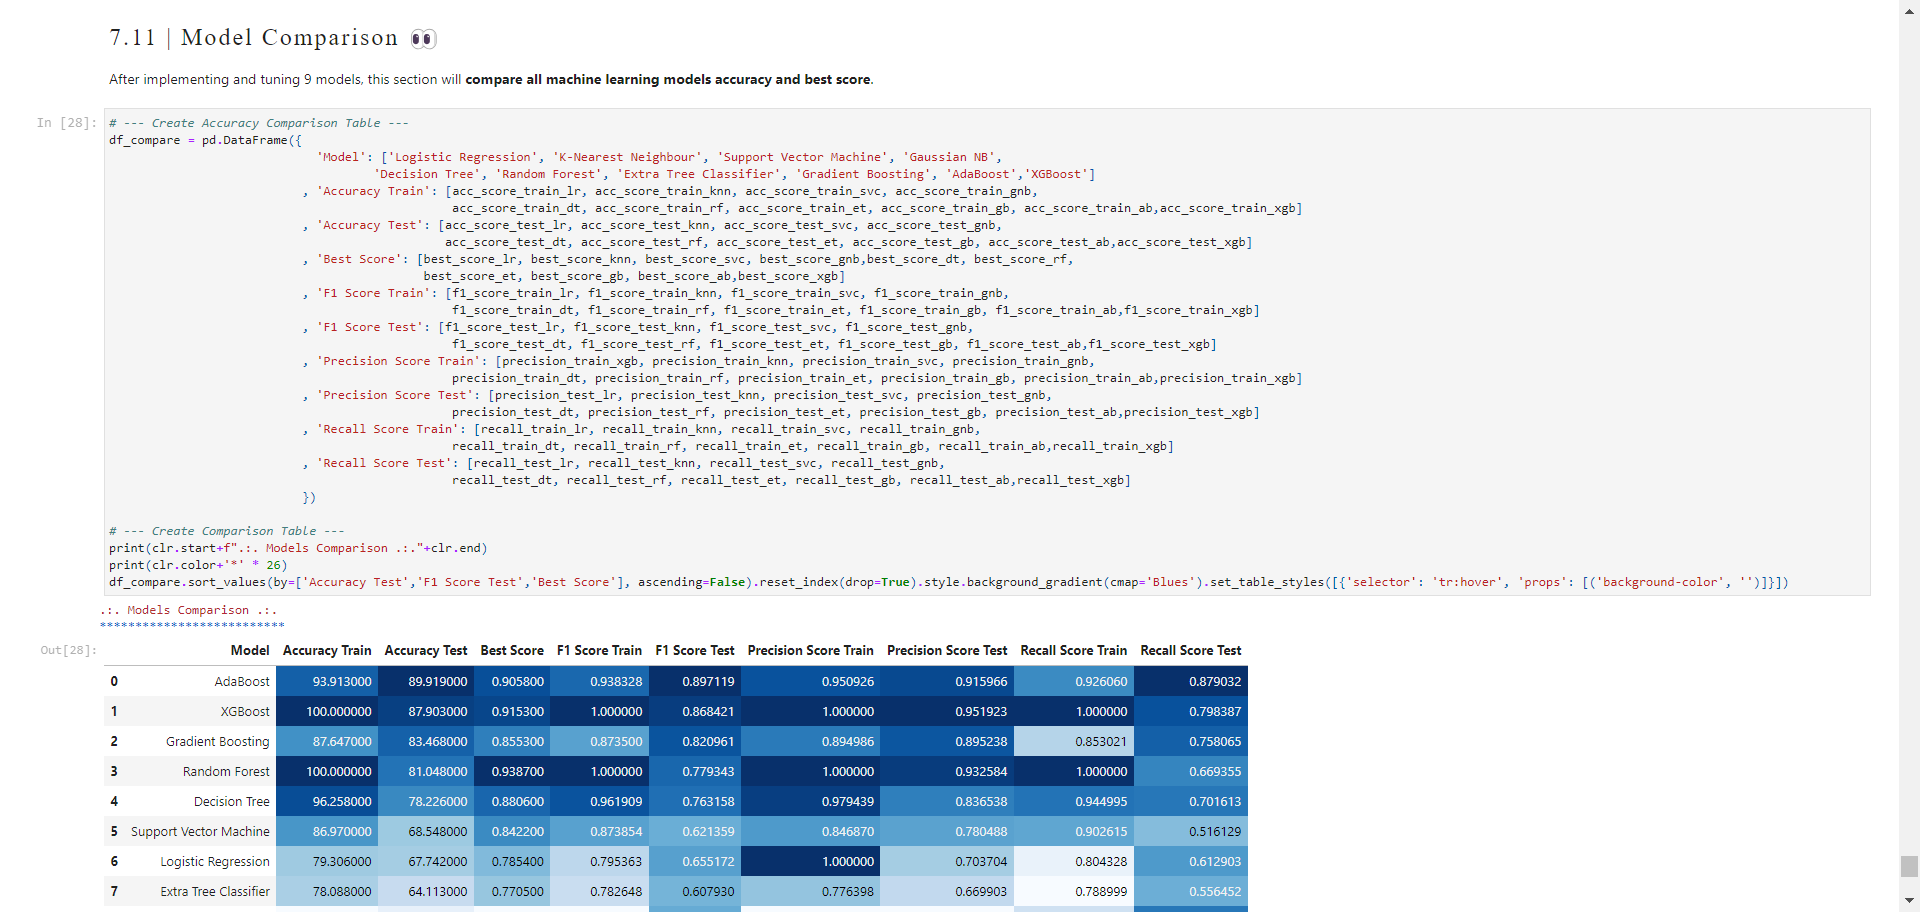 7.11 | Model Comparison 👀
After implementing and tuning 9 models, this section will compare all machine learning models accuracy and best score.
In [28]:
# --- Create Accuracy Comparison Table ---
df_compare = pd.DataFrame({
'Model': ['Logistic Regression', 'K-Nearest Neighbour', 'Support Vector Machine', 'Gaussian NB',
'Decision Tree', 'Random Forest', 'Extra Tree Classifier', 'Gradient Boosting', 'AdaBoost','XGBoost']
, 'Accuracy Train': [acc_score_train_lr, acc_score_train_knn, acc_score_train_svc, acc_score_train_gnb,
acc_score_train_dt, acc_score_train_rf, acc_score_train_et, acc_score_train_gb, acc_score_train_ab,acc_score_train_xgb]
, 'Accuracy Test': [acc_score_test_lr, acc_score_test_knn, acc_score_test_svc, acc_score_test_gnb,
acc_score_test_dt, acc_score_test_rf, acc_score_test_et, acc_score_test_gb, acc_score_test_ab,acc_score_test_xgb]
, 'Best Score': [best_score_lr, best_score_knn, best_score_svc, best_score_gnb,best_score_dt, best_score_rf,
best_score_et, best_score_gb, best_score_ab,best_score_xgb]
, 'F1 Score Train': [f1_score_train_lr, f1_score_train_knn, f1_score_train_svc, f1_score_train_gnb,
f1_score_train_dt, f1_score_train_rf, f1_score_train_et, f1_score_train_gb, f1_score_train_ab,f1_score_train_xgb]
, 'F1 Score Test': [f1_score_test_lr, f1_score_test_knn, f1_score_test_svc, f1_score_test_gnb,
f1_score_test_dt, f1_score_test_rf, f1_score_test_et, f1_score_test_gb, f1_score_test_ab,f1_score_test_xgb]
, 'Precision Score Train': [precision_train_xgb, precision_train_knn, precision_train_svc, precision_train_gnb,
precision_train_dt, precision_train_rf, precision_train_et, precision_train_gb, precision_train_ab,precision_train_xgb]
, 'Precision Score Test': [precision_test_lr, precision_test_knn, precision_test_svc, precision_test_gnb,
precision_test_dt, precision_test_rf, precision_test_et, precision_test_gb, precision_test_ab,precision_test_xgb]
, 'Recall Score Train': [recall_train_lr, recall_train_knn, recall_train_svc, recall_train_gnb,
recall_train_dt, recall_train_rf, recall_train_et, recall_train_gb, recall_train_ab,recall_train_xgb]
, 'Recall Score Test': [recall_test_lr, recall_test_knn, recall_test_svc, recall_test_gnb,
recall_test_dt, recall_test_rf, recall_test_et, recall_test_gb, recall_test_ab,recall_test_xgb]
})
# --- Create Comparison Table ---
print(clr.start+f".:. Models Comparison .:."+clr.end)
print(clr.color+'*' * 26)
df_compare.sort_values(by=['Accuracy Test','F1 Score Test','Best Score'], ascending=False).reset_index(drop=True).style.background_gradient(cmap='Blues').set_table_styles([{'selector': 'tr:hover', 'props': [('background-color', '')]}])
.:. Models Comparison .:.
**************************
Out[28]:
Model Accuracy Train Accuracy Test Best Score F1 Score Train F1 Score Test Precision Score Train Precision Score Test Recall Score Train Recall Score Test
0 AdaBoost 93.913000 89.919000 0.905800 0.938328 0.897119 0.950926 0.915966 0.926060 0.879032
1 XGBoost 100.000000 87.903000 0.915300 1.000000 0.868421 1.000000 0.951923 1.000000 0.798387
2 Gradient Boosting 87.647000 83.468000 0.855300 0.873500 0.820961 0.894986 0.895238 0.853021 0.758065
3 Random Forest 100.000000 81.048000 0.938700 1.000000 0.779343 1.000000 0.932584 1.000000 0.669355
4 Decision Tree 96.258000 78.226000 0.880600 0.961909 0.763158 0.979439 0.836538 0.944995 0.701613
5 Support Vector Machine 86.970000 68.548000 0.842200 0.873854 0.621359 0.846870 0.780488 0.902615 0.516129
6 Logistic Regression 79.306000 67.742000 0.785400 0.795363 0.655172 1.000000 0.703704 0.804328 0.612903
7 Extra Tree Classifier 78.088000 64.113000 0.770500 0.782648 0.607930 0.776398 0.669903 0.788999 0.556452